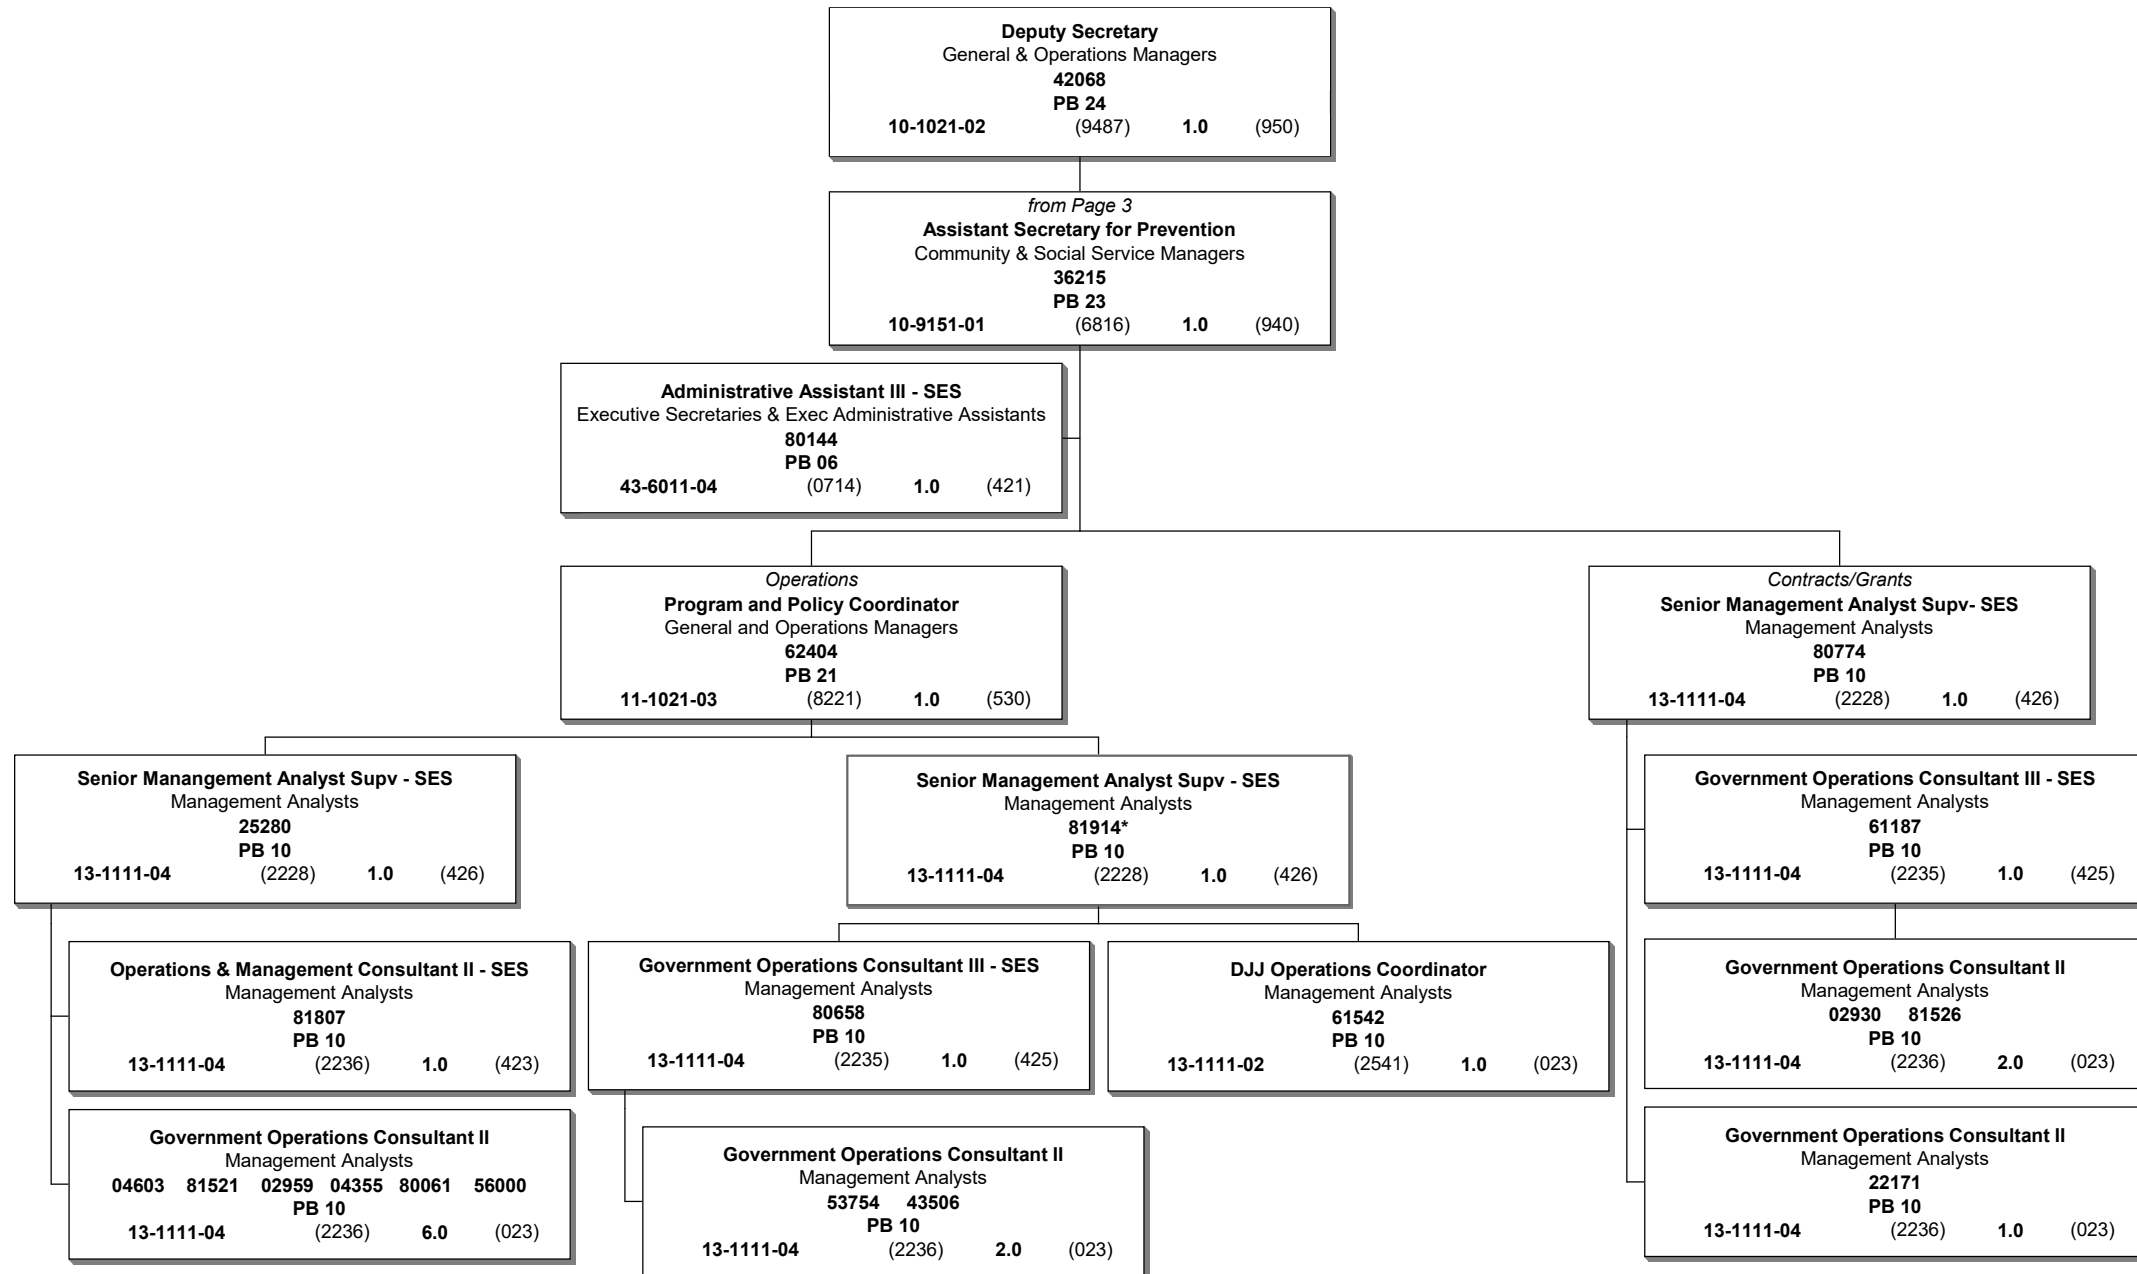 Deputy Secretary
General & Operations Managers
42068
PB 24
10-1021-02 (9487) 1.0 (950)
from Page 3
Assistant Secretary for Prevention
Community & Social Service Managers
36215
PB 23
10-9151-01 (6816) 1.0 (940)
Administrative Assistant III - SES
Executive Secretaries & Exec Administrative Assistants
80144
PB 06
43-6011-04 (0714) 1.0 (421)
Operations
Program and Policy Coordinator
General and Operations Managers
62404
PB 21
11-1021-03 (8221) 1.0 (530)
Contracts/Grants
Senior Management Analyst Supv- SES
Management Analysts
80774
PB 10
13-1111-04 (2228) 1.0 (426)
Senior Manangement Analyst Supv - SES
Management Analysts
25280
PB 10
13-1111-04 (2228) 1.0 (426)
Senior Management Analyst Supv - SES
Management Analysts
81914*
PB 10
13-1111-04 (2228) 1.0 (426)
Government Operations Consultant III - SES
Management Analysts
61187
PB 10
13-1111-04 (2235) 1.0 (425)
Operations & Management Consultant II - SES
Management Analysts
81807
PB 10
13-1111-04 (2236) 1.0 (423)
Government Operations Consultant III - SES
Management Analysts
80658
PB 10
13-1111-04 (2235) 1.0 (425)
DJJ Operations Coordinator
Management Analysts
61542
PB 10
13-1111-02 (2541) 1.0 (023)
Government Operations Consultant II
Management Analysts
02930 81526
PB 10
13-1111-04 (2236) 2.0 (023)
Government Operations Consultant II
Management Analysts
04603 81521 02959 04355 80061 56000
PB 10
13-1111-04 (2236) 6.0 (023)
Government Operations Consultant II
Management Analysts
53754 43506
PB 10
13-1111-04 (2236) 2.0 (023)
Government Operations Consultant II
Management Analysts
22171
PB 10
13-1111-04 (2236) 1.0 (023)